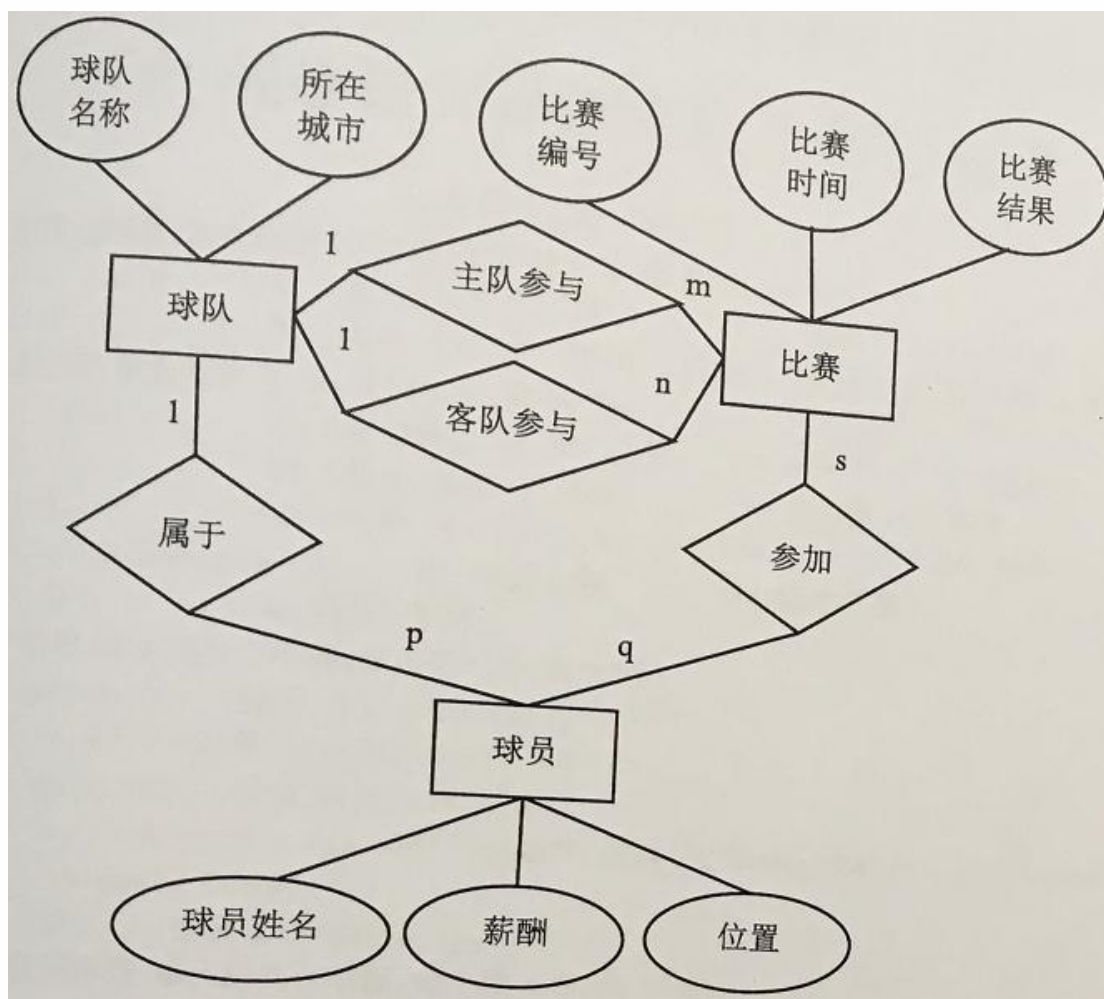 球队
名称
所在
城市
比赛
编号
比赛
时间
比赛
结果
1
主队参与
m
球队
1
比赛
n
客队参与
1
s
属于
参加
p
q
球员
球员姓名
薪酬
位置